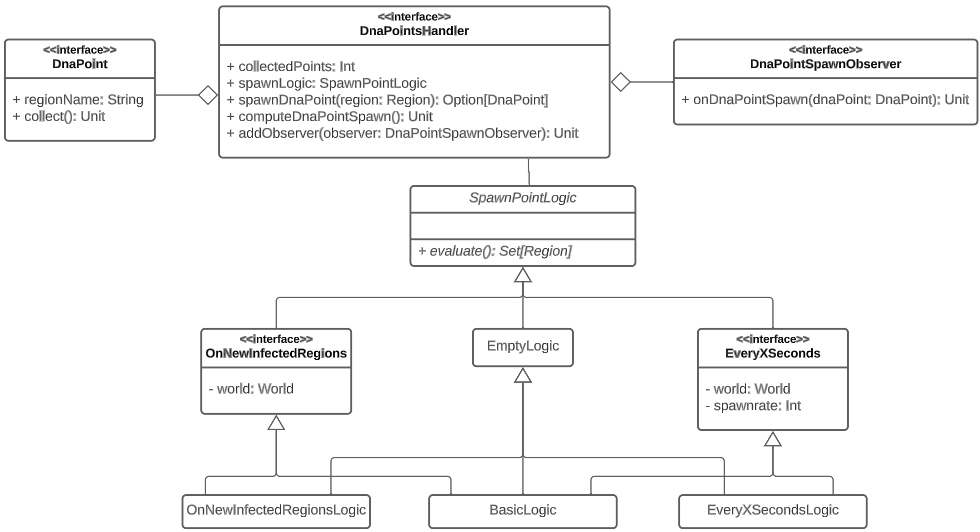 <<interface>>
DnaPointsHandler
+ collectedPoints: Int
+ spawnLogic: SpawnPointLogic
+ spawnDnaPoint(region: Region): Option[DnaPoint]
+ computeDnaPointSpawn(): Unit
+ addObserver(observer: DnaPointSpawnObserver): Unit
<<interface>>
DnaPoint
+ regionName: String
+ collect(): Unit
<<interface>>
DnaPointSpawnObserver
+ onDnaPointSpawn(dnaPoint: DnaPoint): Unit
SpawnPointLogic
+ evaluate(): Set[Region]
<<interface>>
OnNewInfectedRegions
- world: World
EmptyLogic
<<interface>>
EveryXSeconds
- world: World
- spawnrate: Int
OnNewInfectedRegionsLogic
BasicLogic
EveryXSecondsLogic